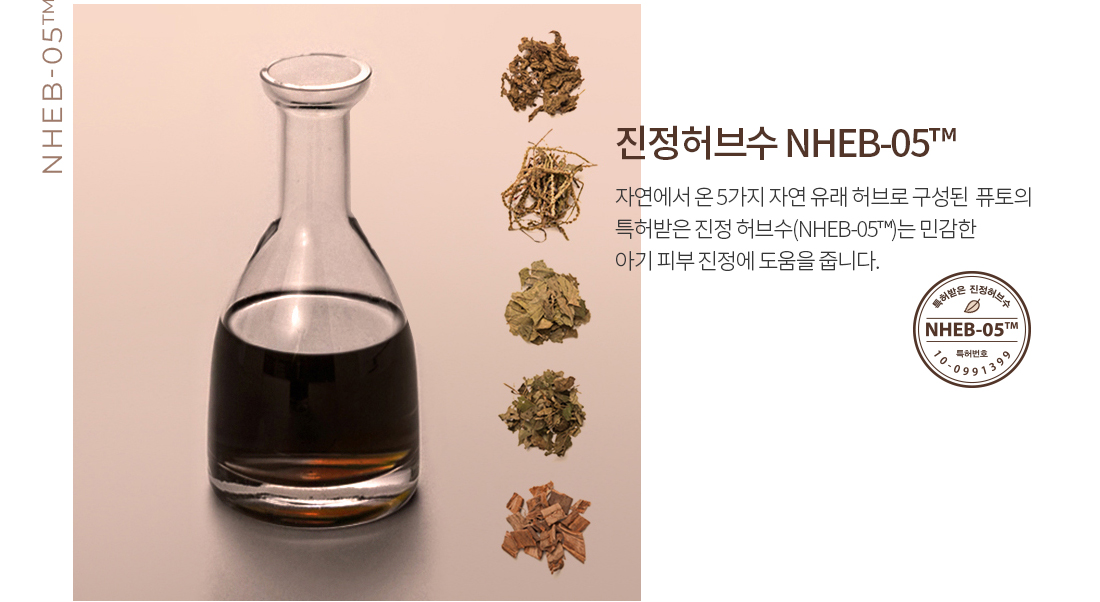 NHEB-05™
진정허브수 NHEB-05™
자연에서 온 5가지 자연 유래 허브로 구성된 퓨토의
특허받은 진정 허브수(NHEB-05™)는 민감한
아기 피부 진정에 도움을 줍니다.
특허받은 진정허브수
NHEB-05™
특허번호
10-0991399